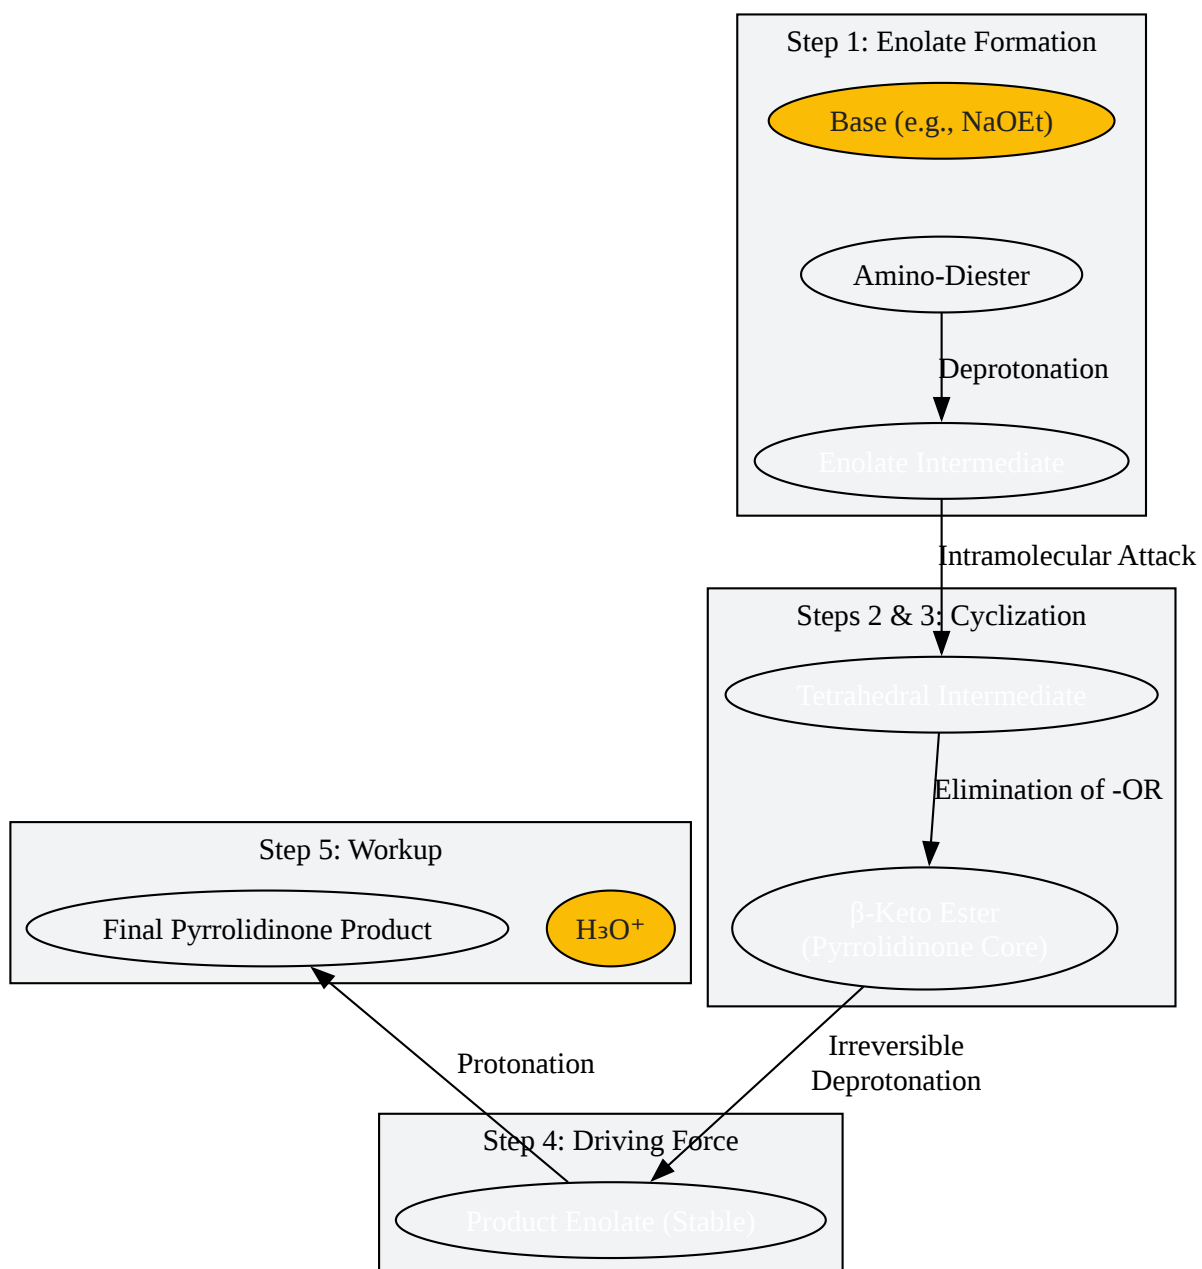 Step 1: Enolate Formation
Base (e.g., NaOEt)
Amino-Diester
Deprotonation
Enolate Intermediate
Intramolecular Attack
Steps 2 & 3: Cyclization
Tetrahedral Intermediate
Elimination of -OR
β-Keto Ester
(Pyrrolidinone Core)
Irreversible
Deprotonation
Step 4: Driving Force
Product Enolate (Stable)
Protonation
Step 5: Workup
Final Pyrrolidinone Product
H₃O⁺